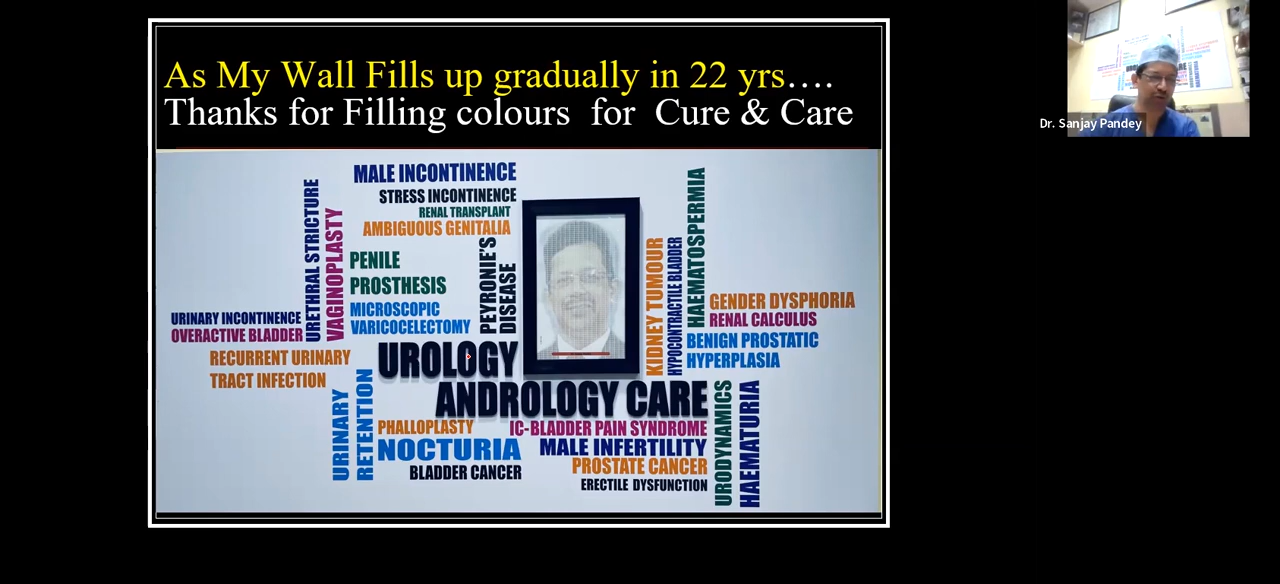 As My Wall Fills up gradually in 22 yrs….
Thanks for Filling colours for Cure & Care
Dr. Sanjay Pandey
MALE INCONTINENCE
STRESS INCONTINENCE
RENAL TRANSPLANT
AMBIGUOUS GENITALIA
URETHRAL STRICTURE
VAGINOPLASTY
PENILE
PROSTHESIS
MICROSCOPIC
VARICOCELECTOMY
PEYRONIE'S
DISEASE
URINARY INCONTINENCE
OVERACTIVE BLADDER
RECURRENT URINARY
TRACT INFECTION
KIDNEY TUMOUR
HYPOCONTRACTILE BLADDER
HAEMATOSPERMIA
GENDER DYSPHORIA
RENAL CALCULUS
BENIGN PROSTATIC
HYPERPLASIA
UROLOGY
ANDROLOGY CARE
URINARY
RETENTION
PHALLOPLASTY
NOCTURIA
BLADDER CANCER
IC-BLADDER PAIN SYNDROME
MALE INFERTILITY
PROSTATE CANCER
ERECTILE DYSFUNCTION
URODYNAMICS
HAEMATURIA